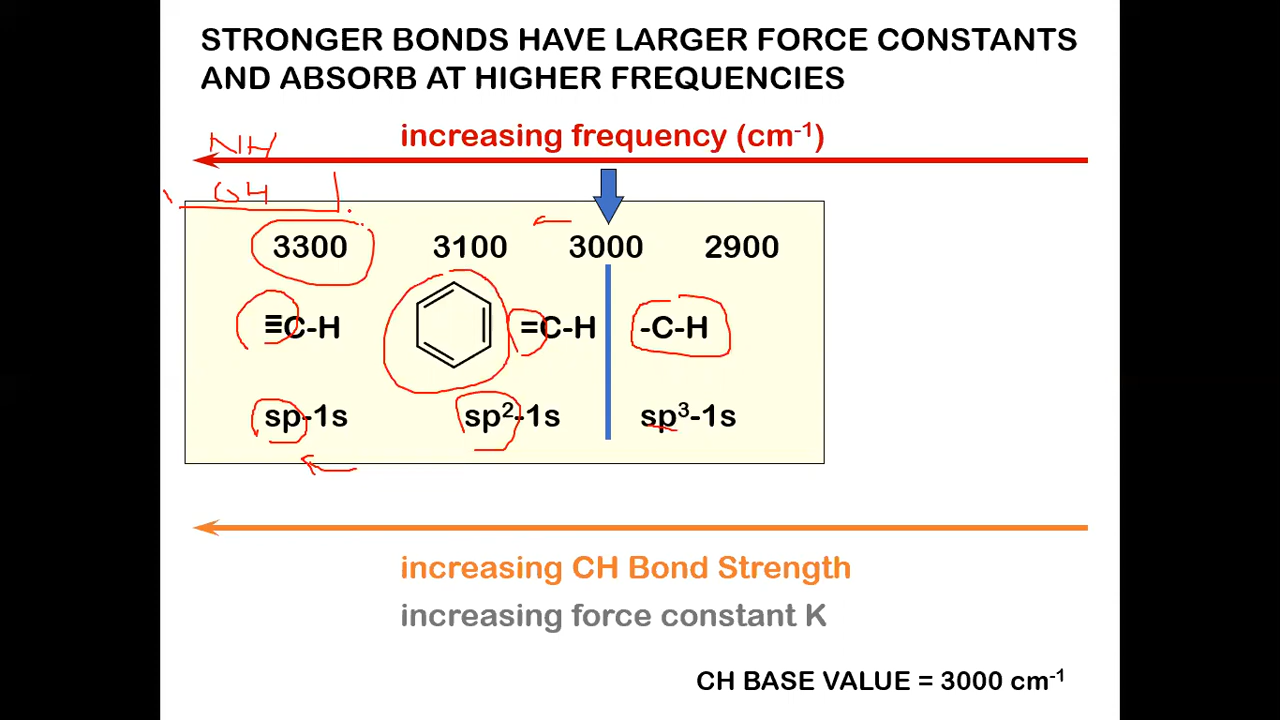 STRONGER BONDS HAVE LARGER FORCE CONSTANTS
AND ABSORB AT HIGHER FREQUENCIES
increasing frequency (cm-1)
NH
OH
3300 3100 3000 2900
≡C-H =C-H -C-H
sp-1s sp²-1s sp³-1s
increasing CH Bond Strength
increasing force constant K
CH BASE VALUE = 3000 cm-1